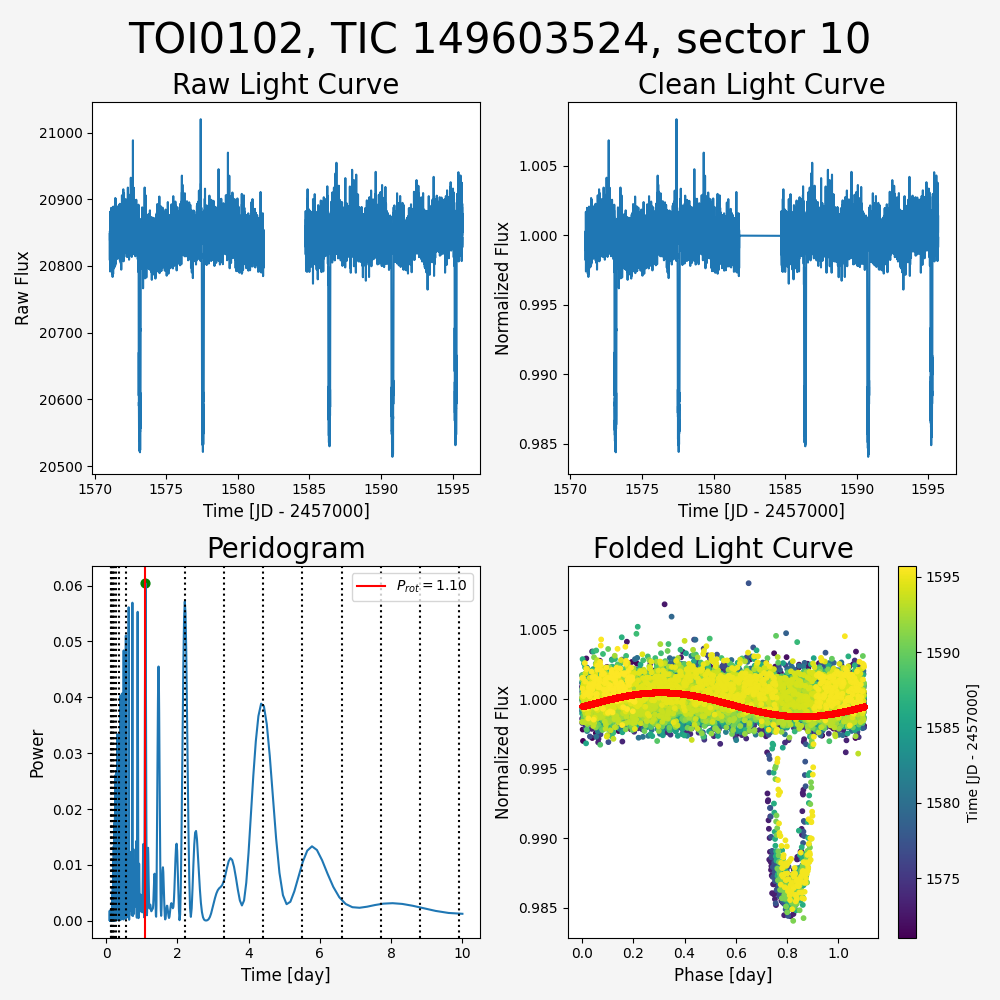 TOI0102, TIC 149603524, sector 10
Raw Light Curve
Raw Flux
21000
20900
20800
20700
20600
20500
1570 1575 1580 1585 1590 1595
Time [JD - 2457000]
Clean Light Curve
Normalized Flux
1.005
1.000
0.995
0.990
0.985
1570 1575 1580 1585 1590 1595
Time [JD - 2457000]
Peridogram
Power
0.06
0.05
0.04
0.03
0.02
0.01
0.00
P_rot = 1.10
0 2 4 6 8 10
Time [day]
Folded Light Curve
Normalized Flux
1.005
1.000
0.995
0.990
0.985
0.0 0.2 0.4 0.6 0.8 1.0
Phase [day]
1595
1590
1585
1580
1575
Time [JD - 2457000]